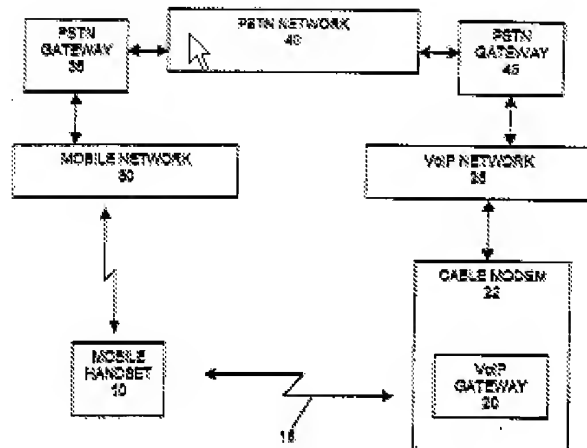 PSTN
GATEWAY
35
PSTN NETWORK
40
PSTN
GATEWAY
45
MOBILE NETWORK
30
VoIP NETWORK
25
CABLE MODEM
22
MOBILE
HANDSET
10
VoIP
GATEWAY
20
15